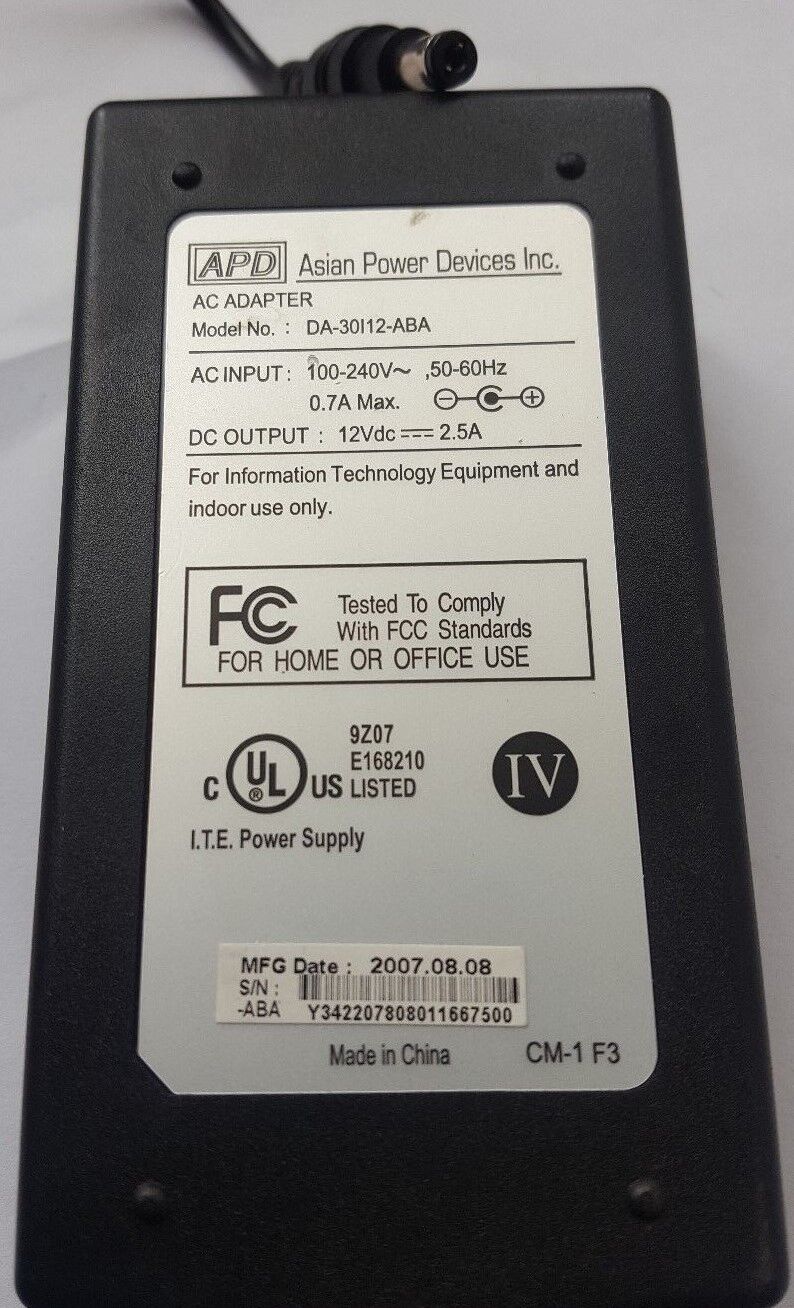 APD Asian Power Devices Inc.
AC ADAPTER
Model No. : DA-30I12-ABA
AC INPUT : 100-240V~ ,50-60Hz
0.7A Max.
DC OUTPUT : 12Vdc ⎓ 2.5A
For Information Technology Equipment and
indoor use only.
FC Tested To Comply
With FCC Standards
FOR HOME OR OFFICE USE
9Z07
E168210
C UL ® US LISTED
IV
I.T.E. Power Supply
MFG Date : 2007.08.08
S/N :
-ABA Y342207808011667500
Made in China CM-1 F3